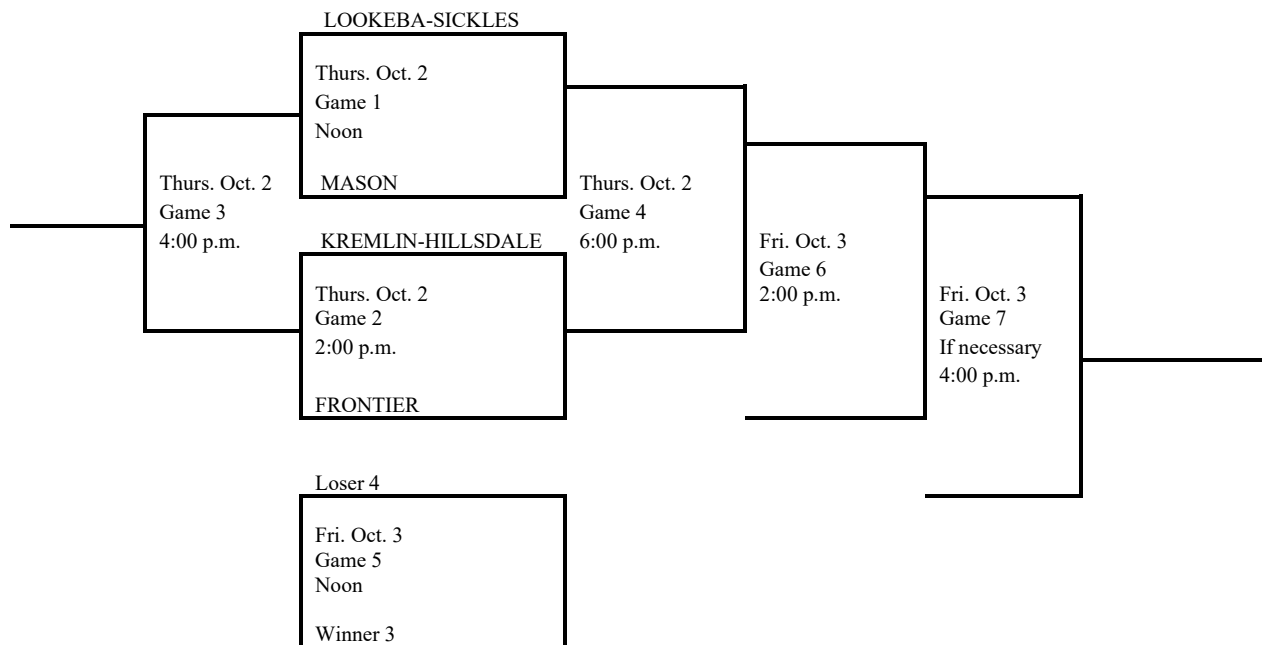 LOOKEBA-SICKLES
Thurs. Oct. 2
Game 1
Noon
MASON
Thurs. Oct. 2
Game 3
4:00 p.m.
Thurs. Oct. 2
Game 4
6:00 p.m.
KREMLIN-HILLSDALE
Thurs. Oct. 2
Game 2
2:00 p.m.
FRONTIER
Fri. Oct. 3
Game 6
2:00 p.m.
Fri. Oct. 3
Game 7
If necessary
4:00 p.m.
Loser 4
Fri. Oct. 3
Game 5
Noon
Winner 3